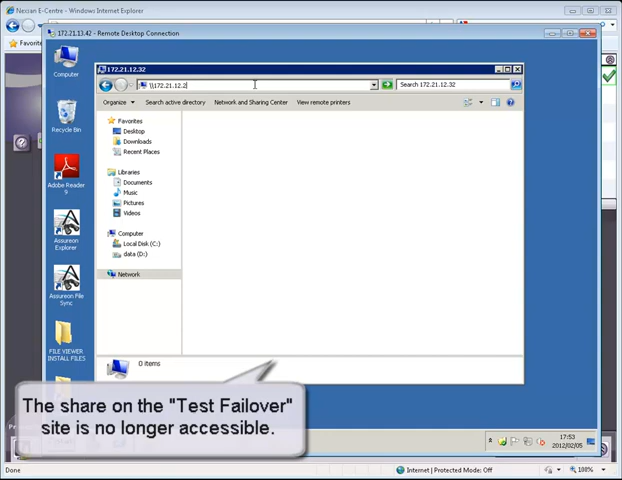 Nexsan E-Centre - Windows Internet Explorer
Favorite
172.21.13.42 - Remote Desktop Connection
Computer
Recycle Bin
Adobe Reader
9
Assureon
Explorer
Assureon File
Sync
FILE VIEWER
INSTALL FILES
172.21.12.32
\\172.21.12.2
Search 172.21.12.32
Organize
Search active directory
Network and Sharing Center
View remote printers
Favorites
Desktop
Downloads
Recent Places
Libraries
Documents
Music
Pictures
Videos
Computer
Local Disk (C:)
data (D:)
Network
0 items
The share on the "Test Failover"
site is no longer accessible.
17:53
2012/02/05
Done
Internet | Protected Mode: Off
100%